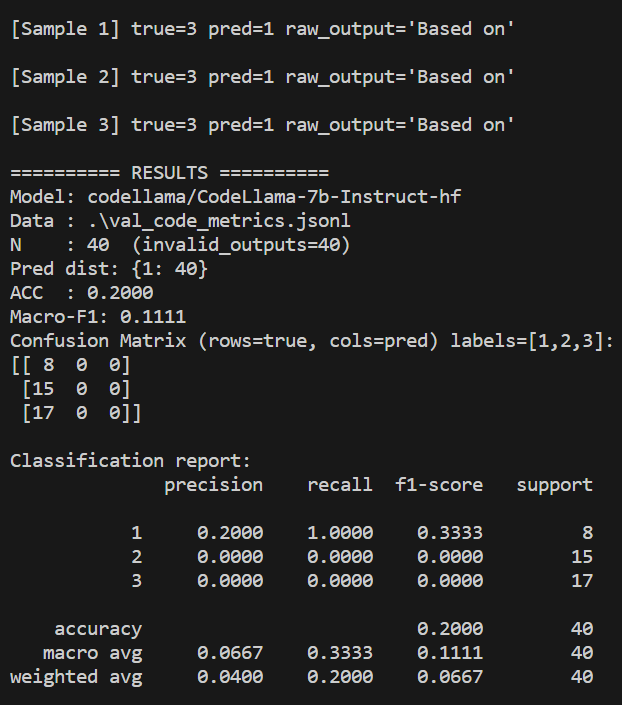 [Sample 1] true=3 pred=1 raw_output='Based on'
[Sample 2] true=3 pred=1 raw_output='Based on'
[Sample 3] true=3 pred=1 raw_output='Based on'
========== RESULTS ==========
Model: codellama/CodeLlama-7b-Instruct-hf
Data : .\val_code_metrics.jsonl
N    : 40  (invalid_outputs=40)
Pred dist: {1: 40}
ACC  : 0.2000
Macro-F1: 0.1111
Confusion Matrix (rows=true, cols=pred) labels=[1,2,3]:
[[ 8  0  0]
 [15  0  0]
 [17  0  0]]
Classification report:
              precision    recall  f1-score   support
           1     0.2000    1.0000    0.3333         8
           2     0.0000    0.0000    0.0000        15
           3     0.0000    0.0000    0.0000        17
    accuracy                         0.2000        40
   macro avg     0.0667    0.3333    0.1111        40
weighted avg     0.0400    0.2000    0.0667        40